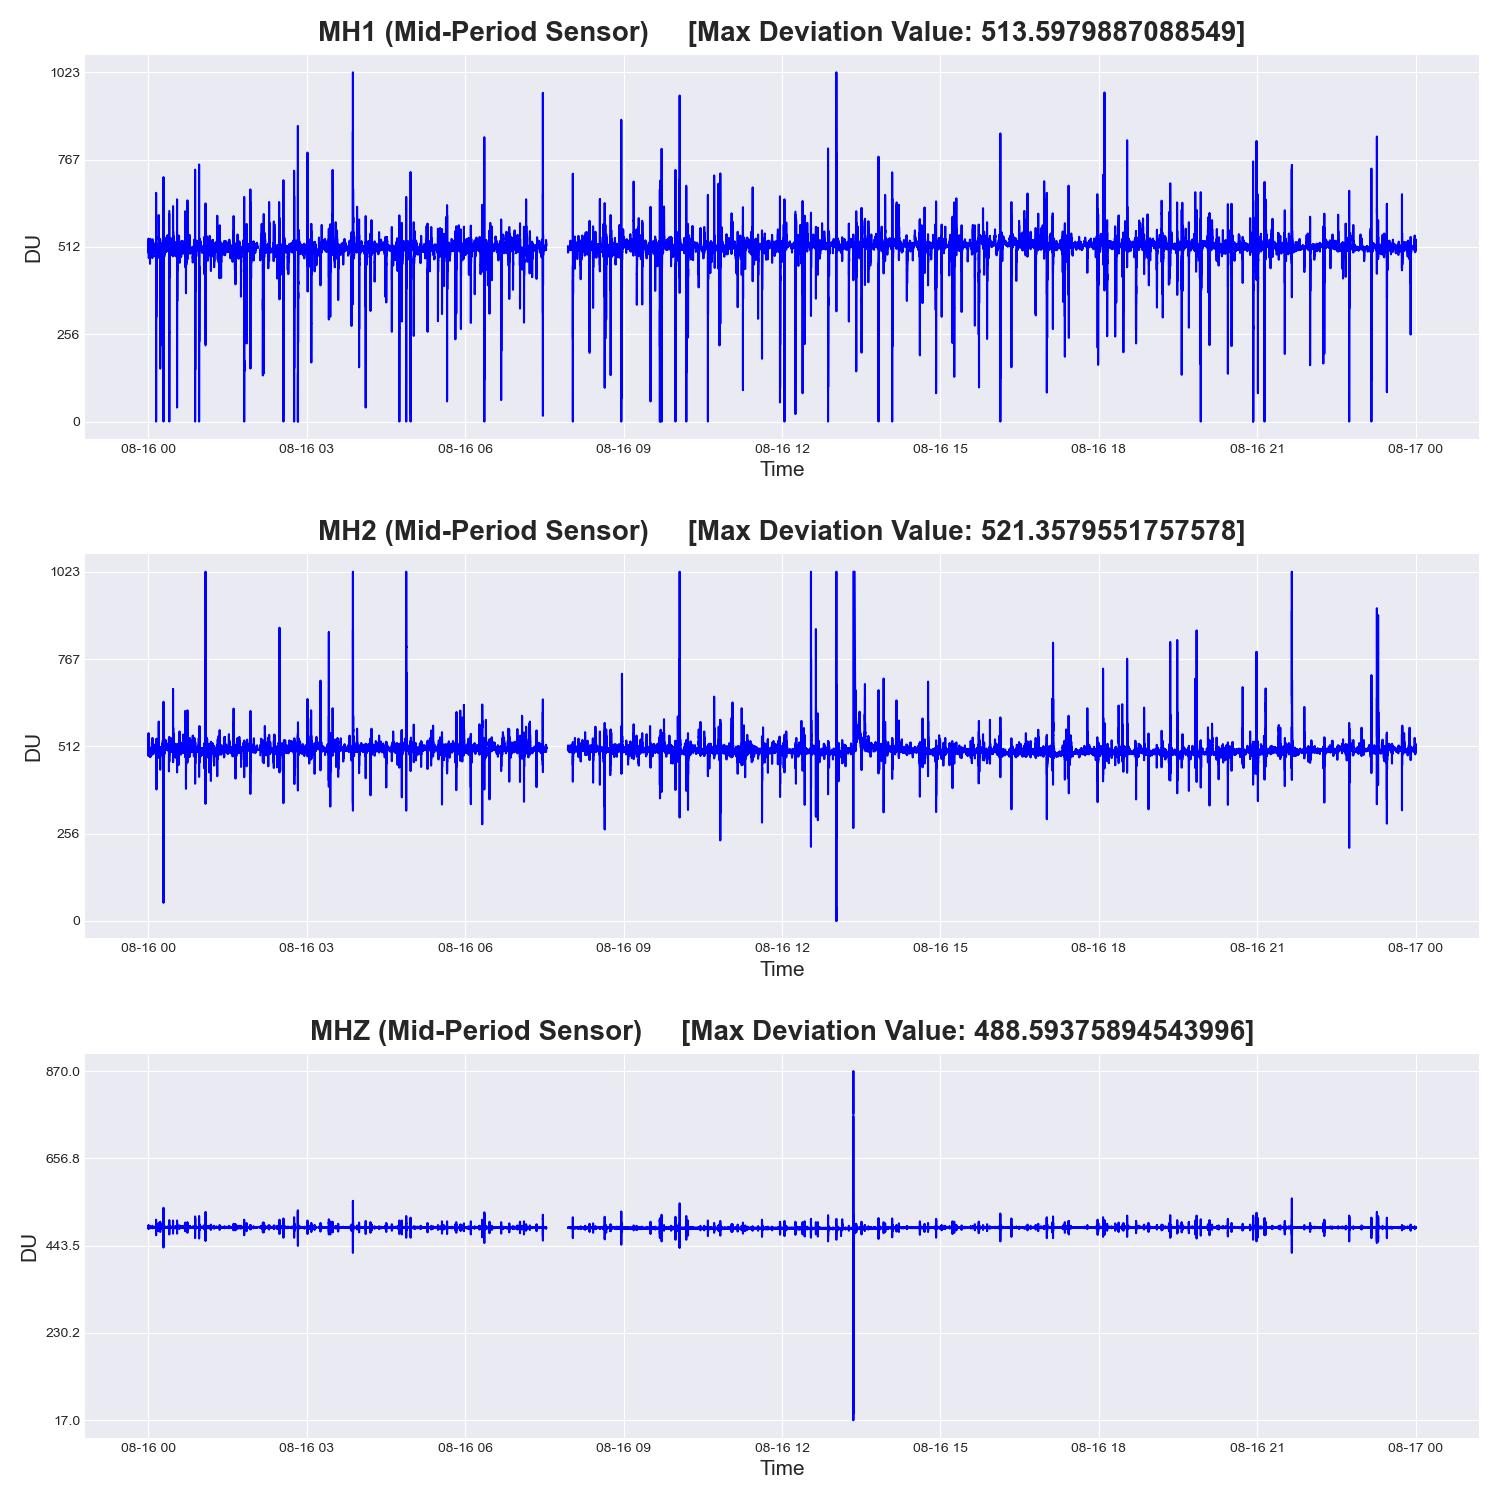 MH1 (Mid-Period Sensor) [Max Deviation Value: 513.5979887088549]
1023
767
512
256
0
DU
08-16 00 08-16 03 08-16 06 08-16 09 08-16 12 08-16 15 08-16 18 08-16 21 08-17 00
Time
MH2 (Mid-Period Sensor) [Max Deviation Value: 521.3579551757578]
1023
767
512
256
0
DU
08-16 00 08-16 03 08-16 06 08-16 09 08-16 12 08-16 15 08-16 18 08-16 21 08-17 00
Time
MHZ (Mid-Period Sensor) [Max Deviation Value: 488.59375894543996]
870.0
656.8
443.5
230.2
17.0
DU
08-16 00 08-16 03 08-16 06 08-16 09 08-16 12 08-16 15 08-16 18 08-16 21 08-17 00
Time